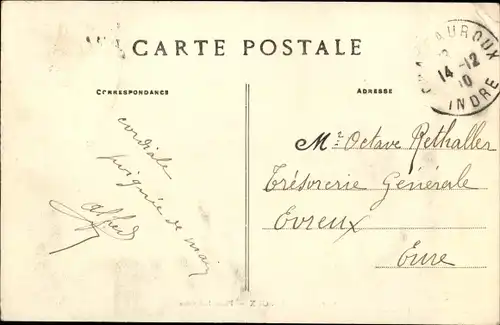 CARTE POSTALE
CORRESPONDANCE
ADRESSE
14-12
10
INDRE
cordiale
poignée de main
Alfred
Mr Octave Rethaller
Trésorerie Générale
Evreux
Eure